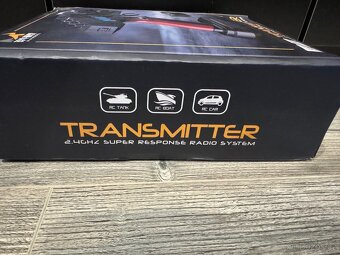 RC TANK
RC BOAT
RC CAR
TRANSMITTER
2.4GHZ SUPER RESPONSE RADIO SYSTEM